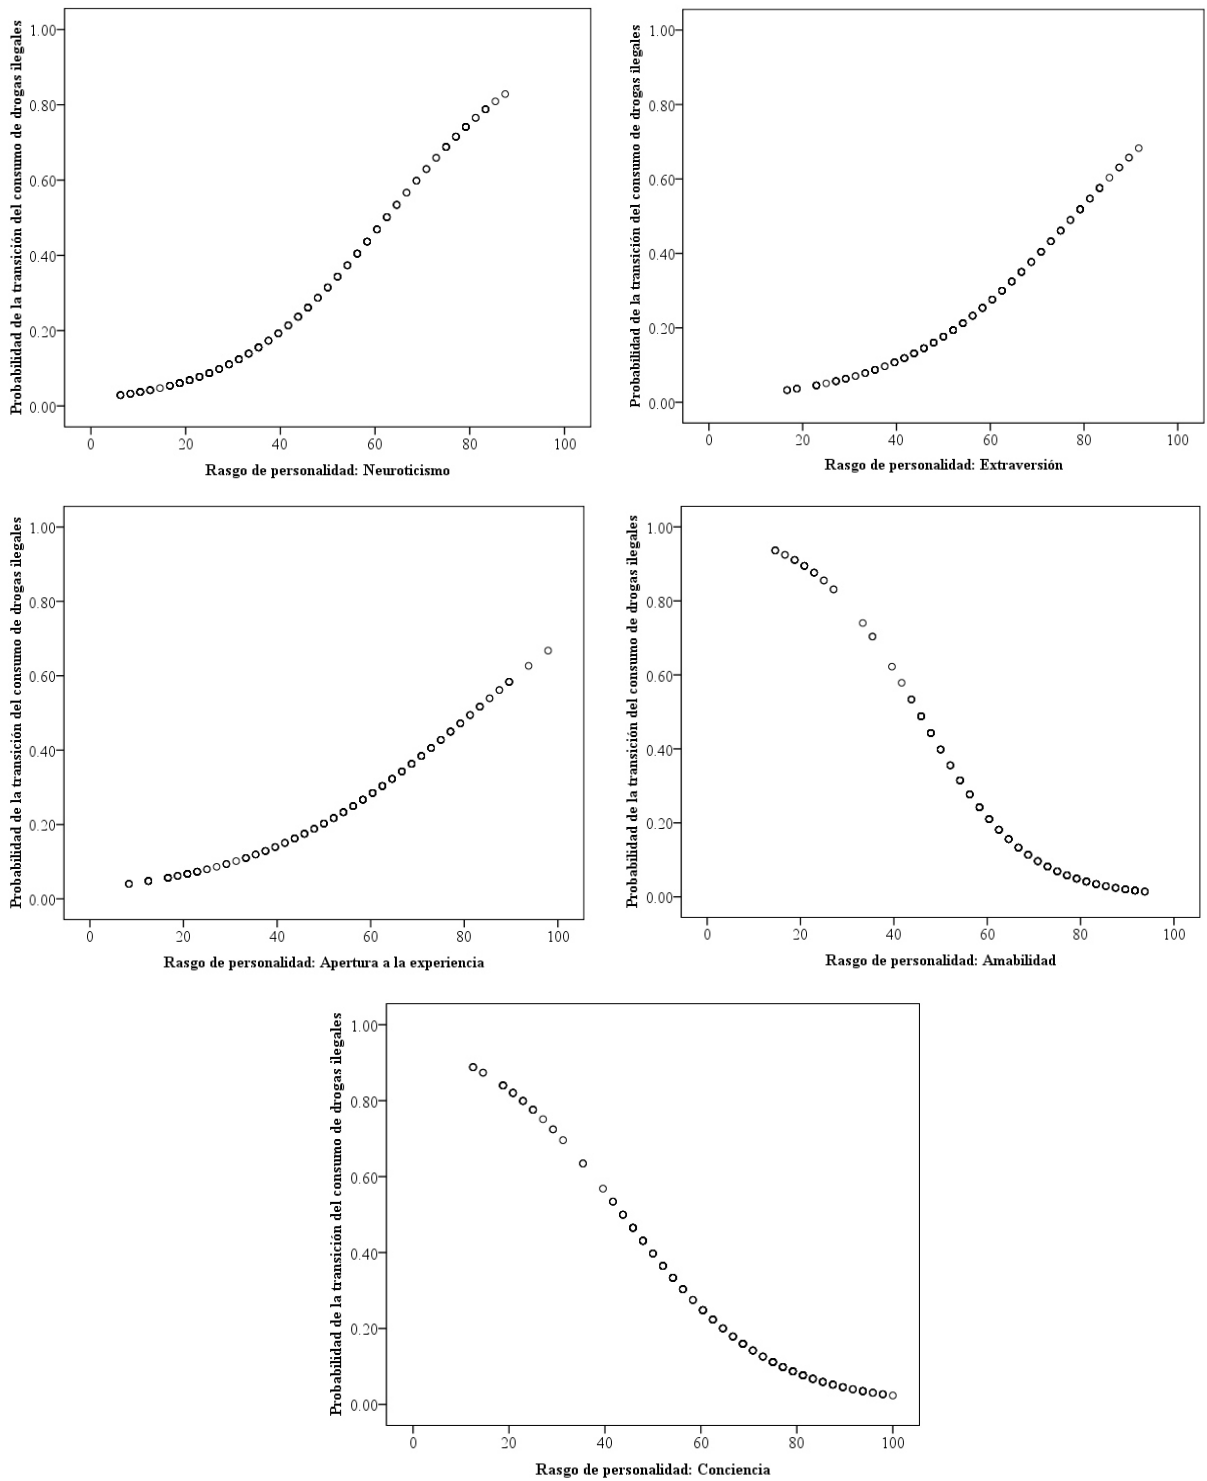 Probabilidad de la transición del consumo de drogas ilegales
1.00
0.80
0.60
0.40
0.20
0.00
0 20 40 60 80 100
Rasgo de personalidad: Neuroticismo
Probabilidad de la transición del consumo de drogas ilegales
1.00
0.80
0.60
0.40
0.20
0.00
0 20 40 60 80 100
Rasgo de personalidad: Extraversión
Probabilidad de la transición del consumo de drogas ilegales
1.00
0.80
0.60
0.40
0.20
0.00
0 20 40 60 80 100
Rasgo de personalidad: Apertura a la experiencia
Probabilidad de la transición del consumo de drogas ilegales
1.00
0.80
0.60
0.40
0.20
0.00
0 20 40 60 80 100
Rasgo de personalidad: Amabilidad
Probabilidad de la transición del consumo de drogas ilegales
1.00
0.80
0.60
0.40
0.20
0.00
0 20 40 60 80 100
Rasgo de personalidad: Conciencia